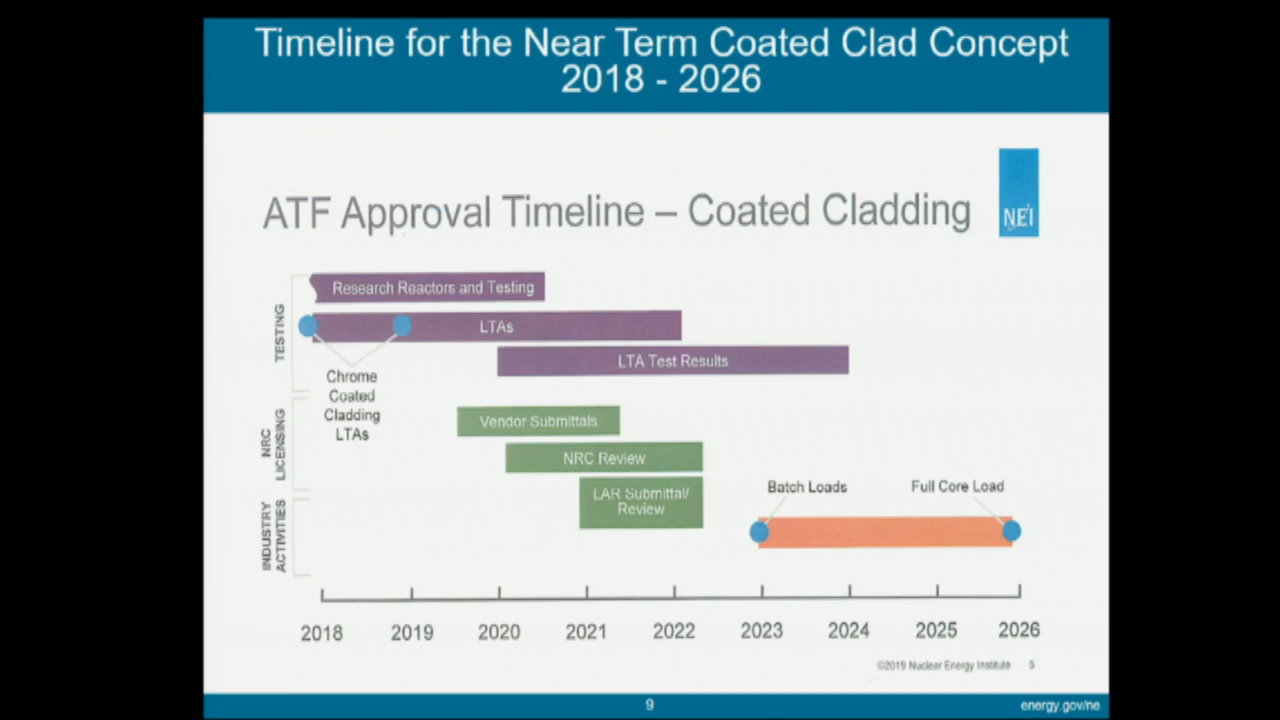 Timeline for the Near Term Coated Clad Concept
2018 - 2026
ATF Approval Timeline – Coated Cladding
NEI
TESTING
Research Reactors and Testing
LTAs
LTA Test Results
Chrome
Coated
Cladding
LTAs
NRC
LICENSING
Vendor Submittals
NRC Review
LAR Submittal/
Review
INDUSTRY
ACTIVITIES
Batch Loads
Full Core Load
2018 2019 2020 2021 2022 2023 2024 2025 2026
©2019 Nuclear Energy Institute 5
9
energy.gov/ne